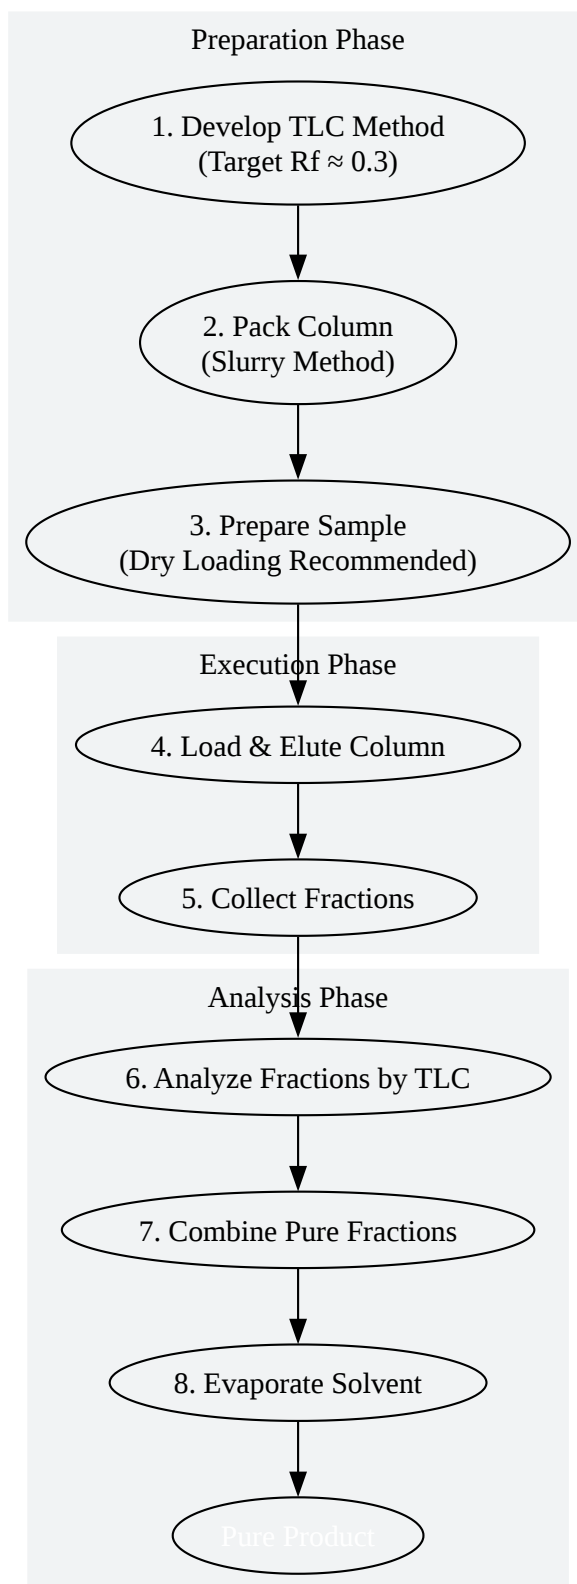 Preparation Phase
1. Develop TLC Method
(Target Rf ≈ 0.3)
2. Pack Column
(Slurry Method)
3. Prepare Sample
(Dry Loading Recommended)
Execution Phase
4. Load & Elute Column
5. Collect Fractions
Analysis Phase
6. Analyze Fractions by TLC
7. Combine Pure Fractions
8. Evaporate Solvent
Pure Product